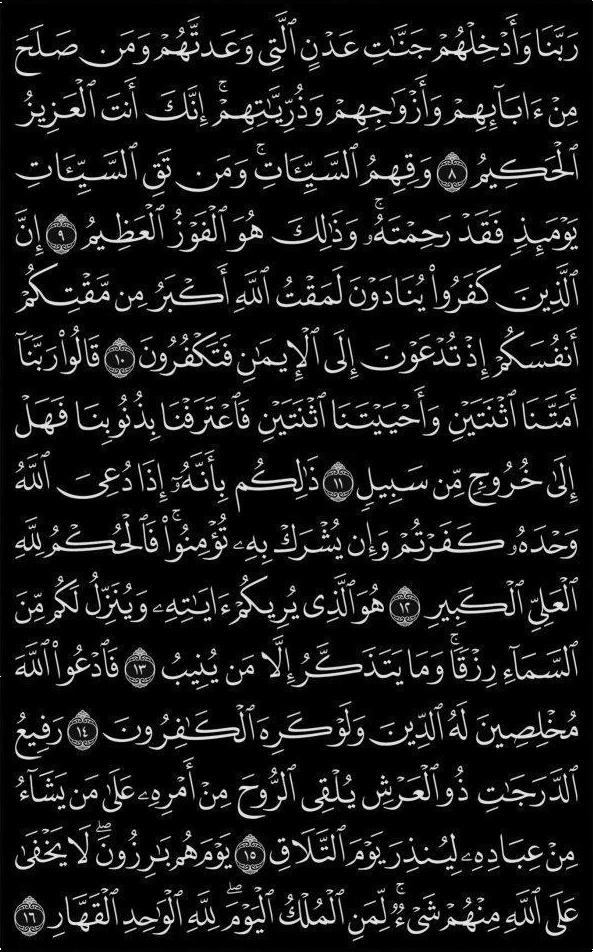 رَبَّنَا وَأَدۡخِلۡهُمۡ جَنَّٰتِ عَدۡنٍ ٱلَّتِي وَعَدتَّهُمۡ وَمَن صَلَحَ
مِنۡ ءَابَآئِهِمۡ وَأَزۡوَٰجِهِمۡ وَذُرِّيَّٰتِهِمۡۚ إِنَّكَ أَنتَ ٱلۡعَزِيزُ
ٱلۡحَكِيمُ ٨ وَقِهِمُ ٱلسَّيِّـَٔاتِۚ وَمَن تَقِ ٱلسَّيِّـَٔاتِ
يَوۡمَئِذٖ فَقَدۡ رَحِمۡتَهُۥۚ وَذَٰلِكَ هُوَ ٱلۡفَوۡزُ ٱلۡعَظِيمُ ٩ إِنَّ
ٱلَّذِينَ كَفَرُواْ يُنَادَوۡنَ لَمَقۡتُ ٱللَّهِ أَكۡبَرُ مِن مَّقۡتِكُمۡ
أَنفُسَكُمۡ إِذۡ تُدۡعَوۡنَ إِلَى ٱلۡإِيمَٰنِ فَتَكۡفُرُونَ ١٠ قَالُواْ رَبَّنَآ
أَمَتَّنَا ٱثۡنَتَيۡنِ وَأَحۡيَيۡتَنَا ٱثۡنَتَيۡنِ فَٱعۡتَرَفۡنَا بِذُنُوبِنَا فَهَلۡ
إِلَىٰ خُرُوجٖ مِّن سَبِيلٖ ١١ ذَٰلِكُم بِأَنَّهُۥٓ إِذَا دُعِيَ ٱللَّهُ
وَحۡدَهُۥ كَفَرۡتُمۡ وَإِن يُشۡرَكۡ بِهِۦ تُؤۡمِنُواْۚ فَٱلۡحُكۡمُ لِلَّهِ
ٱلۡعَلِيِّ ٱلۡكَبِيرِ ١٢ هُوَ ٱلَّذِي يُرِيكُمۡ ءَايَٰتِهِۦ وَيُنَزِّلُ لَكُم مِّنَ
ٱلسَّمَآءِ رِزۡقٗاۚ وَمَا يَتَذَكَّرُ إِلَّا مَن يُنِيبُ ١٣ فَٱدۡعُواْ ٱللَّهَ
مُخۡلِصِينَ لَهُ ٱلدِّينَ وَلَوۡ كَرِهَ ٱلۡكَٰفِرُونَ ١٤ رَفِيعُ
ٱلدَّرَجَٰتِ ذُو ٱلۡعَرۡشِ يُلۡقِي ٱلرُّوحَ مِنۡ أَمۡرِهِۦ عَلَىٰ مَن يَشَآءُ
مِنۡ عِبَادِهِۦ لِيُنذِرَ يَوۡمَ ٱلتَّلَاقِ ١٥ يَوۡمَ هُم بَٰرِزُونَۖ لَا يَخۡفَىٰ
عَلَى ٱللَّهِ مِنۡهُمۡ شَيۡءٞۚ لِّمَنِ ٱلۡمُلۡكُ ٱلۡيَوۡمَۖ لِلَّهِ ٱلۡوَٰحِدِ ٱلۡقَهَّارِ ١٦